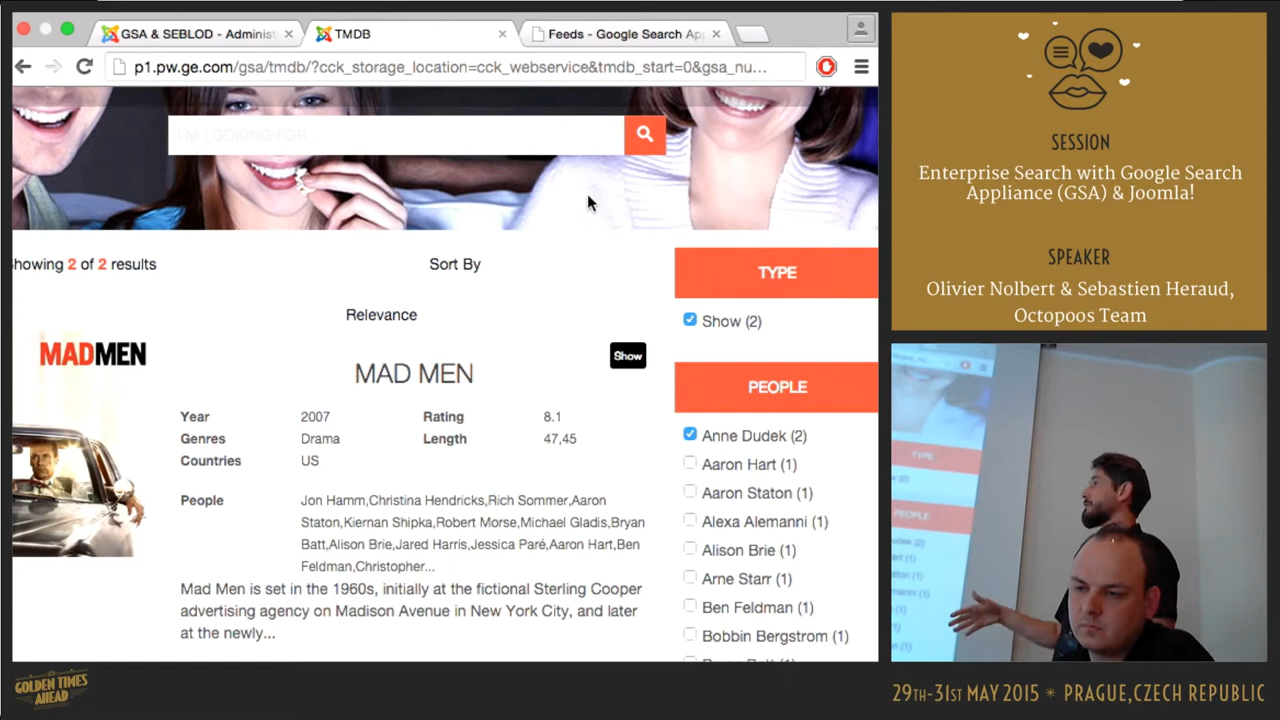 GSA & SEBLOD - Administ
TMDB
Feeds - Google Search App
p1.pw.ge.com/gsa/tmdb/?cck_storage_location=cck_webservice&tmdb_start=0&gsa_nu...
I'M LOOKING FOR
howing 2 of 2 results
Sort By
Relevance
MADMEN
MAD MEN
Show
Year 2007 Rating 8.1
Genres Drama Length 47,45
Countries US
People Jon Hamm,Christina Hendricks,Rich Sommer,Aaron
Staton,Kiernan Shipka,Robert Morse,Michael Gladis,Bryan
Batt,Alison Brie,Jared Harris,Jessica Paré,Aaron Hart,Ben
Feldman,Christopher...
Mad Men is set in the 1960s, initially at the fictional Sterling Cooper
advertising agency on Madison Avenue in New York City, and later
at the newly...
TYPE
Show (2)
PEOPLE
Anne Dudek (2)
Aaron Hart (1)
Aaron Staton (1)
Alexa Alemanni (1)
Alison Brie (1)
Arne Starr (1)
Ben Feldman (1)
Bobbin Bergstrom (1)
SESSION
Enterprise Search with Google Search
Appliance (GSA) & Joomla!
SPEAKER
Olivier Nolbert & Sebastien Heraud,
Octopoos Team
TYPE
PEOPLE
GOLDEN TIMES
AHEAD
29TH-31ST MAY 2015 * PRAGUE,CZECH REPUBLIC